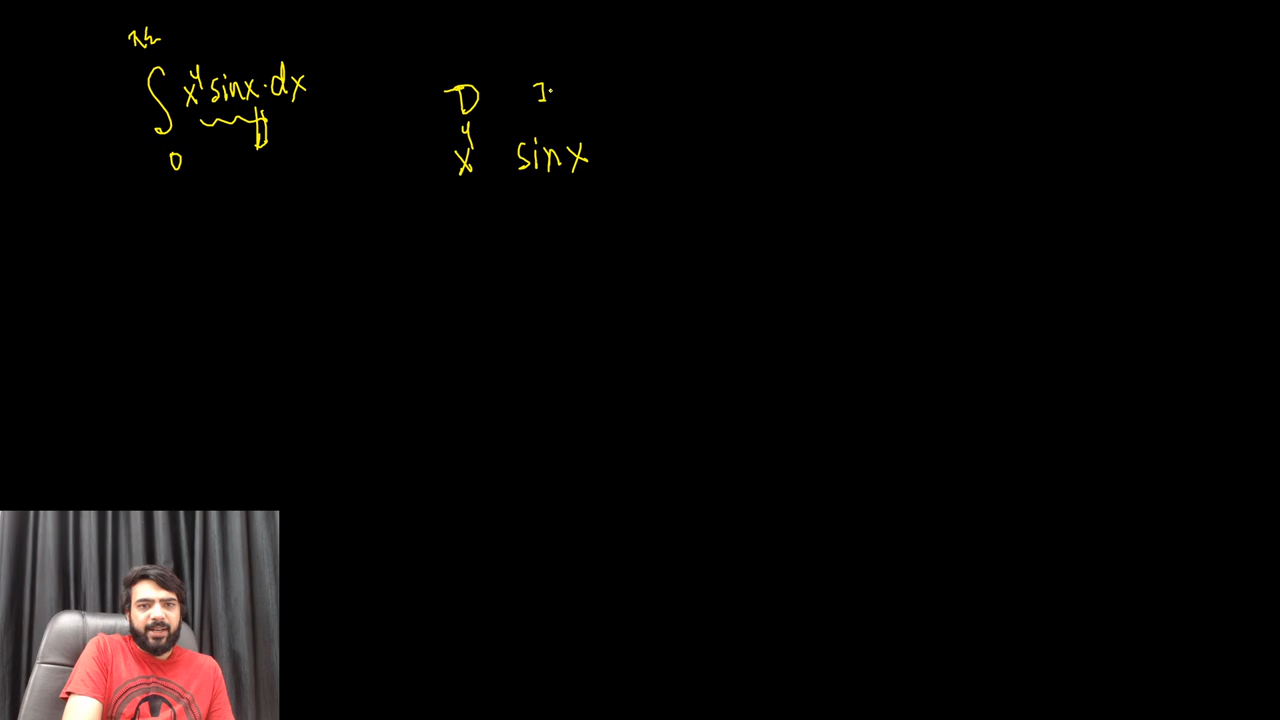 ∫₀^{π/2} x⁴ sinx · dx
D I
x⁴ sinx